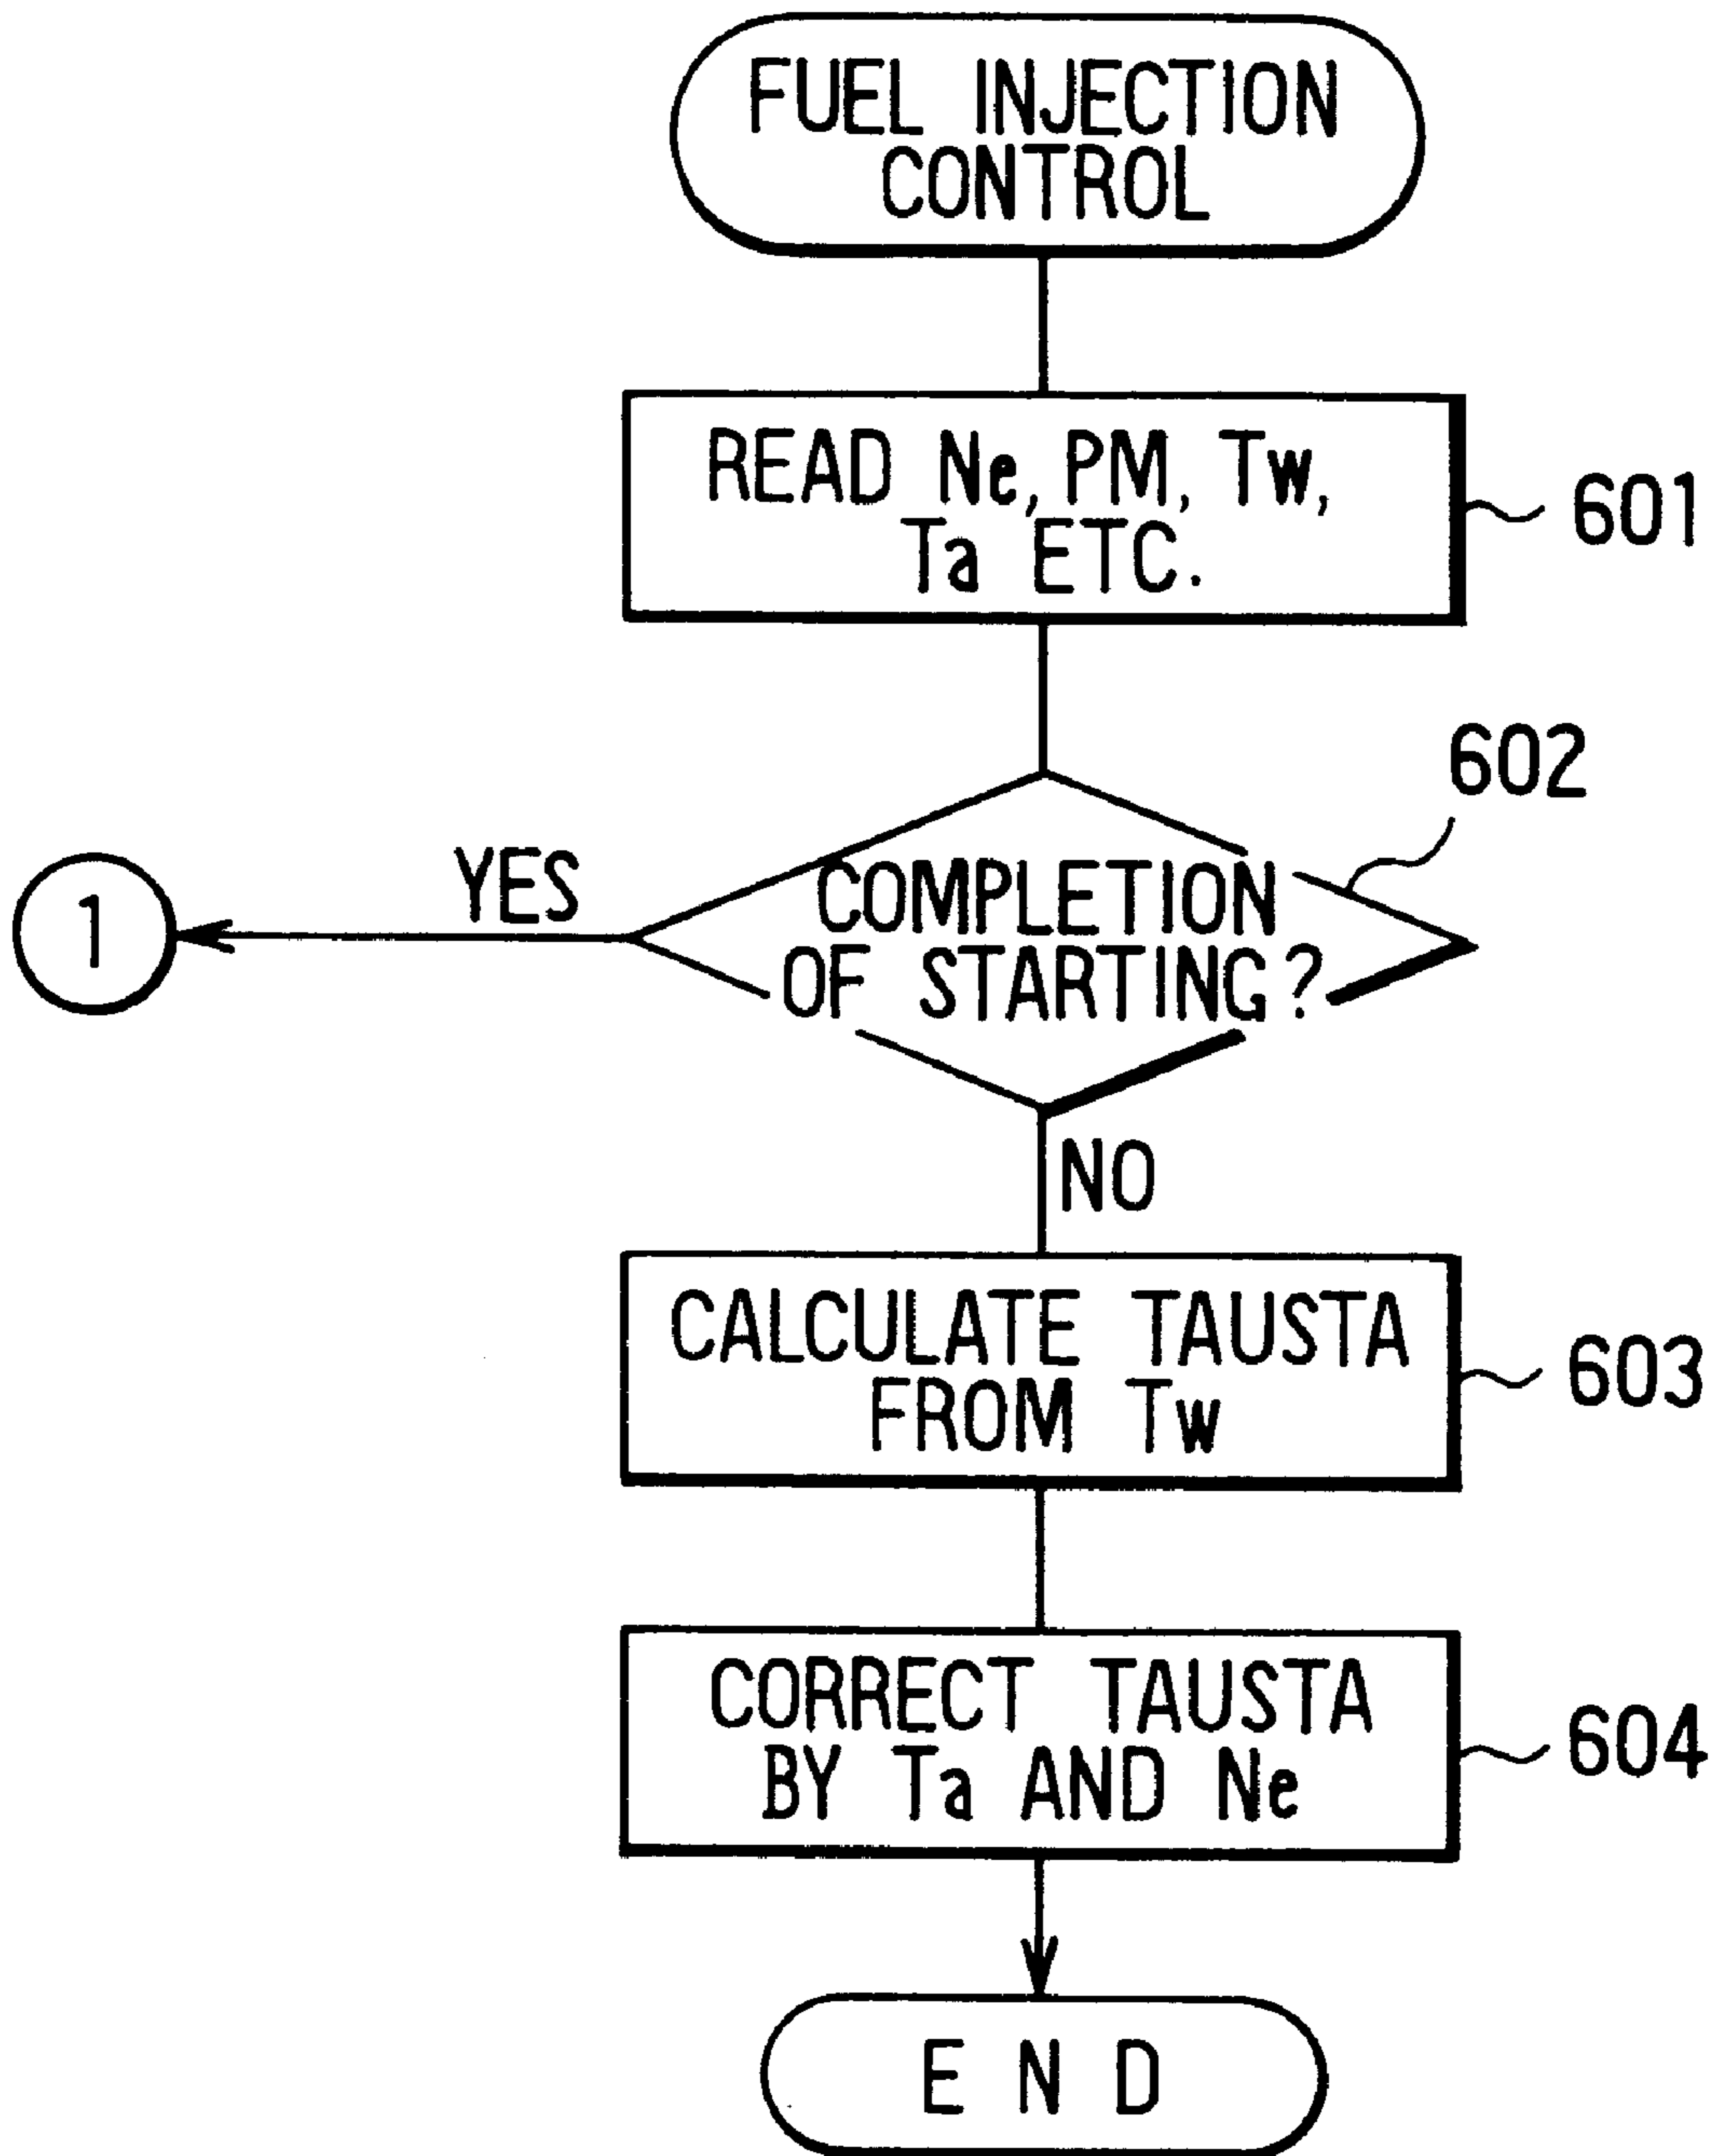 FUEL INJECTION
CONTROL
READ Ne, PM, Tw,
Ta ETC.
601
602
YES
1
COMPLETION
OF STARTING?
NO
CALCULATE TAUSTA
FROM Tw
603
CORRECT TAUSTA
BY Ta AND Ne
604
END